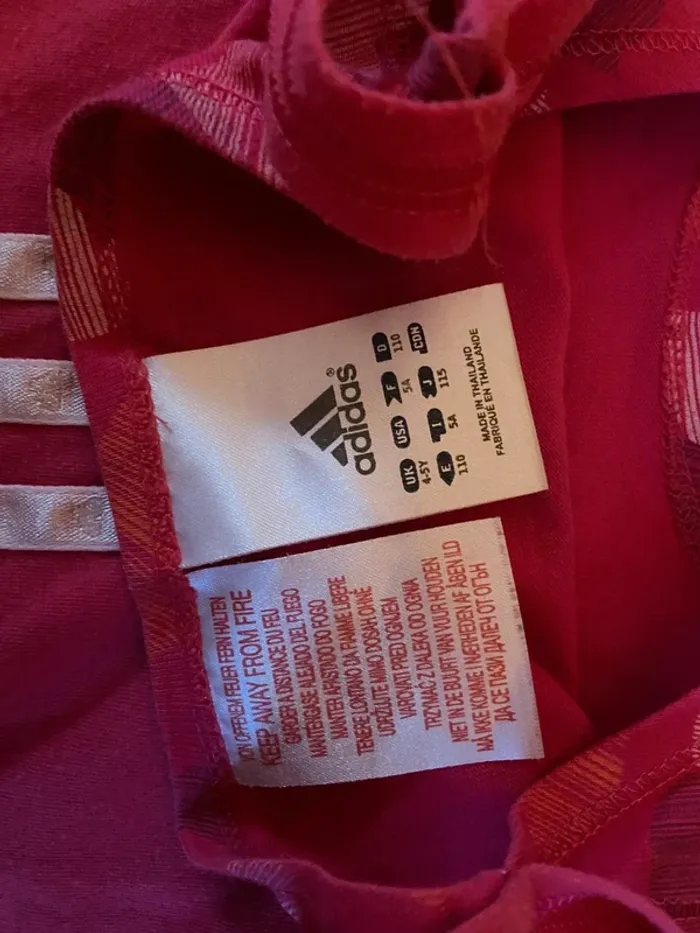 adidas®
UK USA F D
4-5Y 5A 110
E I J CDN
110 5A 115
MADE IN THAILAND
FABRIQUÉ EN THAILANDE
VON OFFENEM FEUER FERN HALTEN
KEEP AWAY FROM FIRE
GARDER A DISTANCE DU FEU
MANTENGASE ALEJADO DEL FUEGO
MANTER AFASTADO DO FOGO
TENERE LONTANO DA FIAMME LIBERE
UDRŽUJTE MIMO DOSAH OHNĚ
VAROVATI PRED OGNJEM
TRZYMAĆ Z DALEKA OD OGNIA
NIET IN DE BUURT VAN VUUR HOUDEN
MÅ IKKE KOMME I NÆRHEDEN AF ÅBEN ILD
ДА СЕ ПАЗИ ДАЛЕЧ ОТ ОГЪН